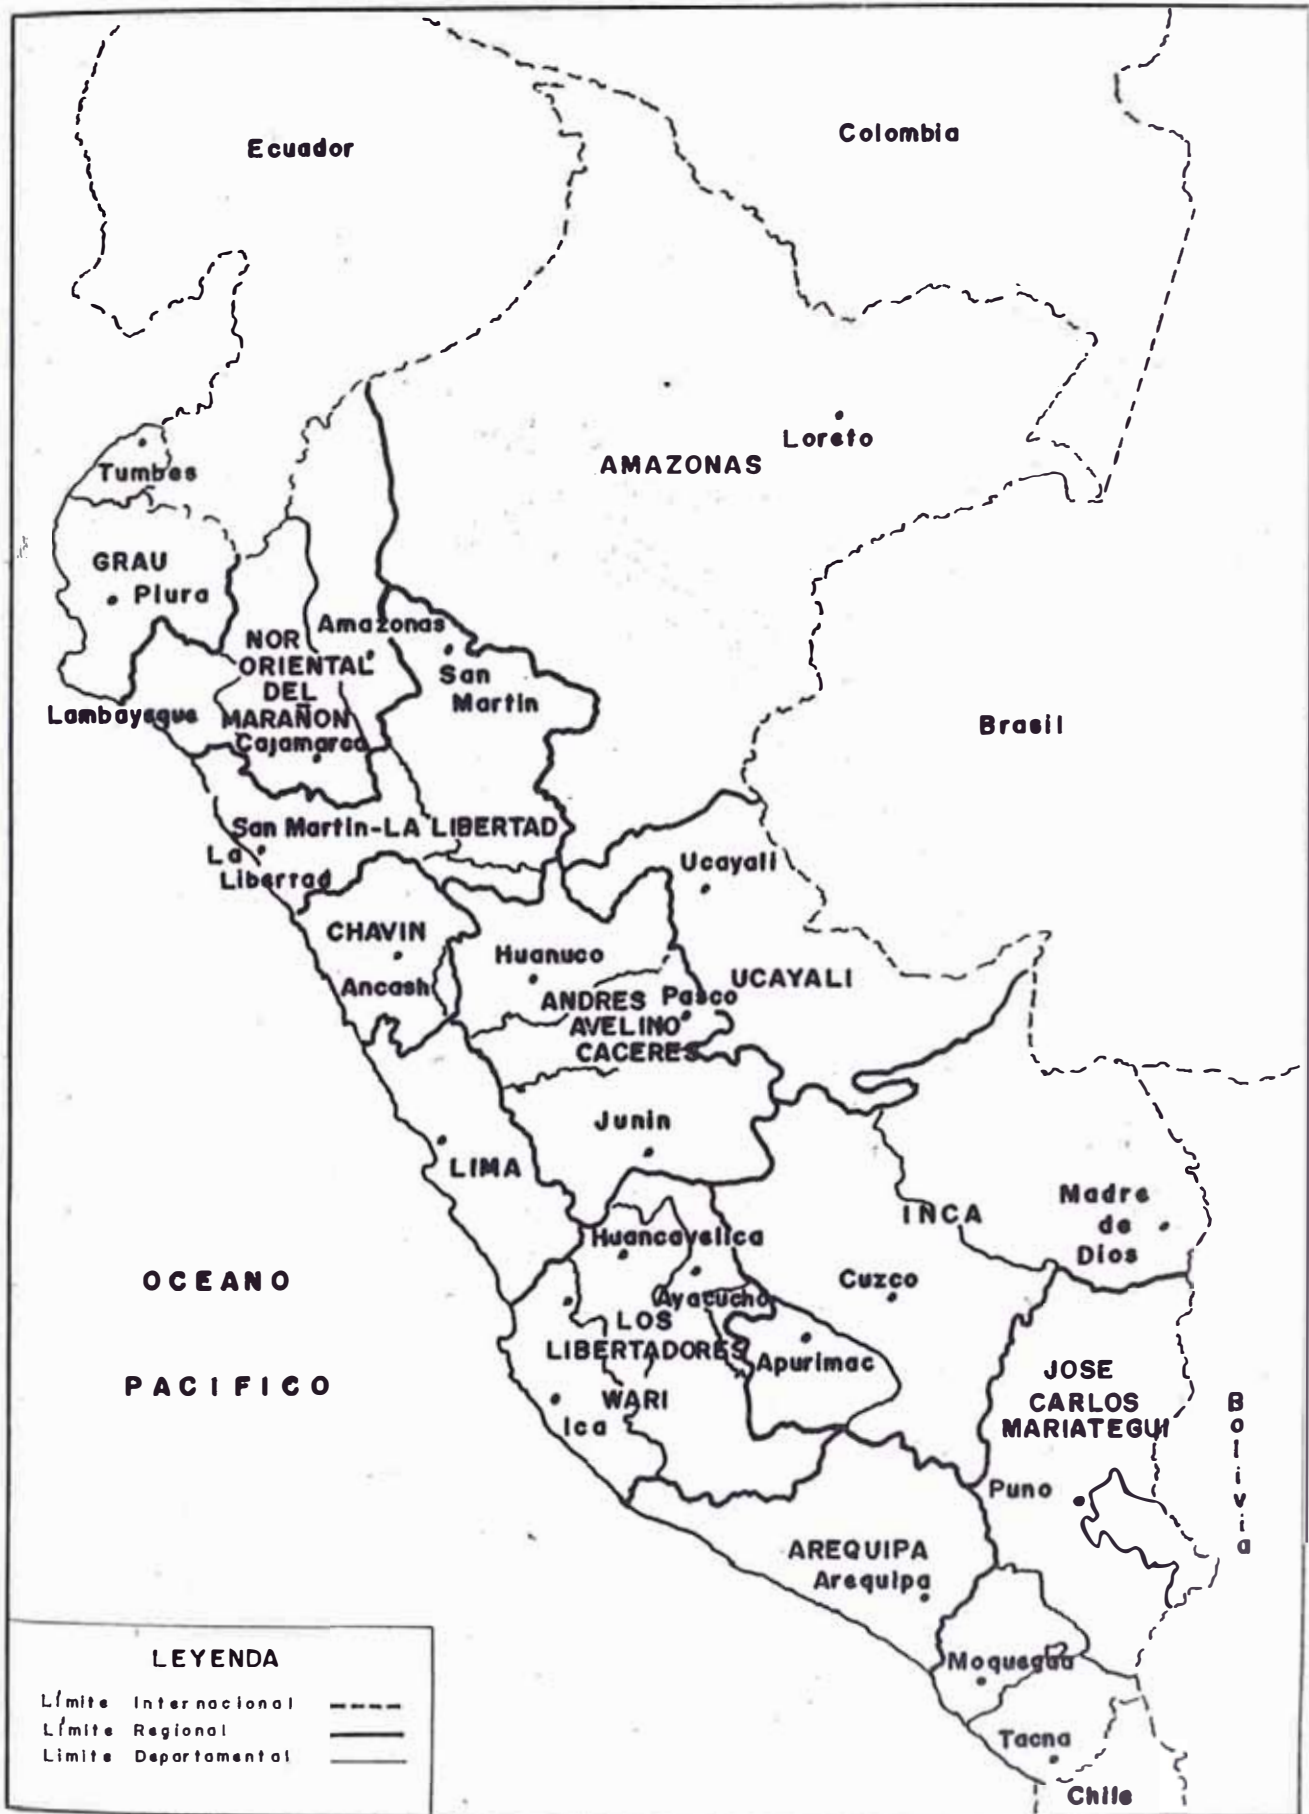 Ecuador
Colombia
Loreto
AMAZONAS
Tumbes
GRAU
Piura
NOR
ORIENTAL
DEL
MARAÑON
Amazonas
San
Martin
Lambayeque
Cajamarca
Brasil
San Martin-LA LIBERTAD
La
Libertad
Ucayali
CHAVIN
Ancash
Huanuco
UCAYALI
ANDRES
AVELINO
CACERES
Pasco
Junin
LIMA
INCA
Madre
de
Dios
Huancavelica
Cuzco
OCEANO
PACIFICO
Ayacucho
LOS
LIBERTADORES
WARI
Apurimac
Ica
JOSE
CARLOS
MARIATEGUI
Bolivia
Puno
AREQUIPA
Arequipa
Moquegua
Tacna
Chile
LEYENDA
Límite Internacional
Límite Regional
Limite Departamental